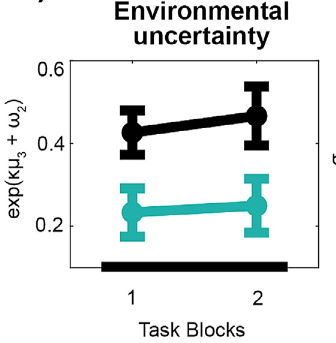 Environmental
uncertainty
0.6
0.4
0.2
exp(κμ₃ + ω₂)
1 2
Task Blocks